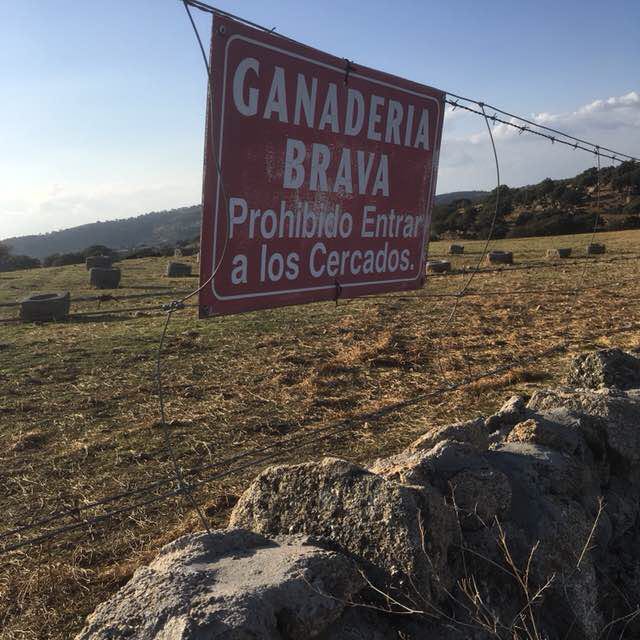 GANADERIA
BRAVA
Prohibido Entrar
a los Cercados.